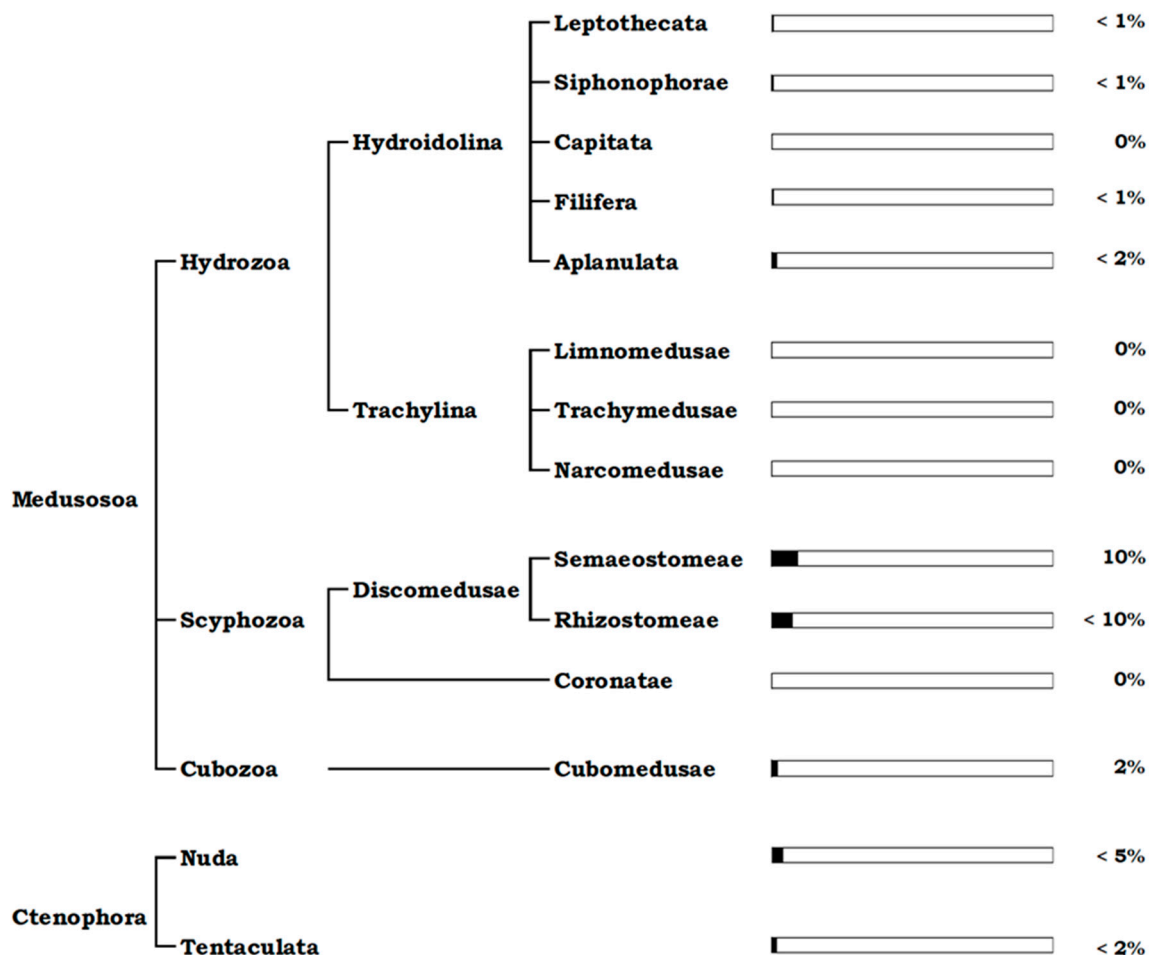 Leptothecata < 1%
Siphonophorae < 1%
Hydroidolina Capitata 0%
Filifera < 1%
Hydrozoa Aplanulata < 2%
Limnomedusae 0%
Trachylina Trachymedusae 0%
Narcomedusae 0%
Medusosoa
Semaeostomeae 10%
Discomedusae
Scyphozoa Rhizostomeae < 10%
Coronatae 0%
Cubozoa Cubomedusae 2%
Nuda < 5%
Ctenophora
Tentaculata < 2%